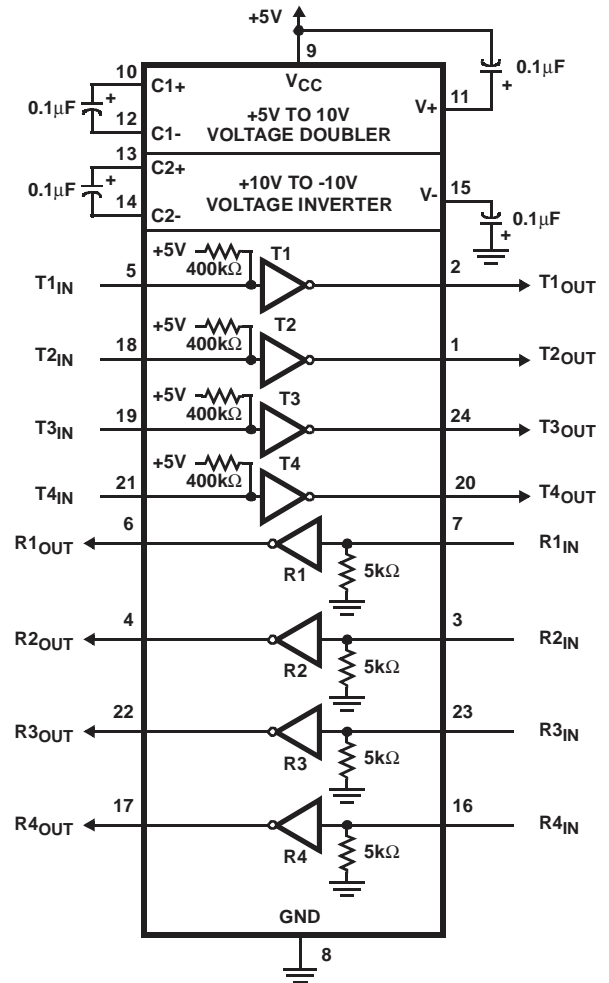 +5V
9
10
C1+
VCC
0.1μF
+
0.1μF
+
+5V TO 10V
VOLTAGE DOUBLER
V+
11
12
C1-
13
C2+
0.1μF
+
+10V TO -10V
VOLTAGE INVERTER
V-
15
14
C2-
0.1μF
+
+5V
400kΩ
T1
T1IN
5
2
T1OUT
+5V
400kΩ
T2
T2IN
18
1
T2OUT
+5V
400kΩ
T3
T3IN
19
24
T3OUT
+5V
400kΩ
T4
T4IN
21
20
T4OUT
R1OUT
6
R1
5kΩ
7
R1IN
R2OUT
4
R2
5kΩ
3
R2IN
R3OUT
22
R3
5kΩ
23
R3IN
R4OUT
17
R4
5kΩ
16
R4IN
GND
8